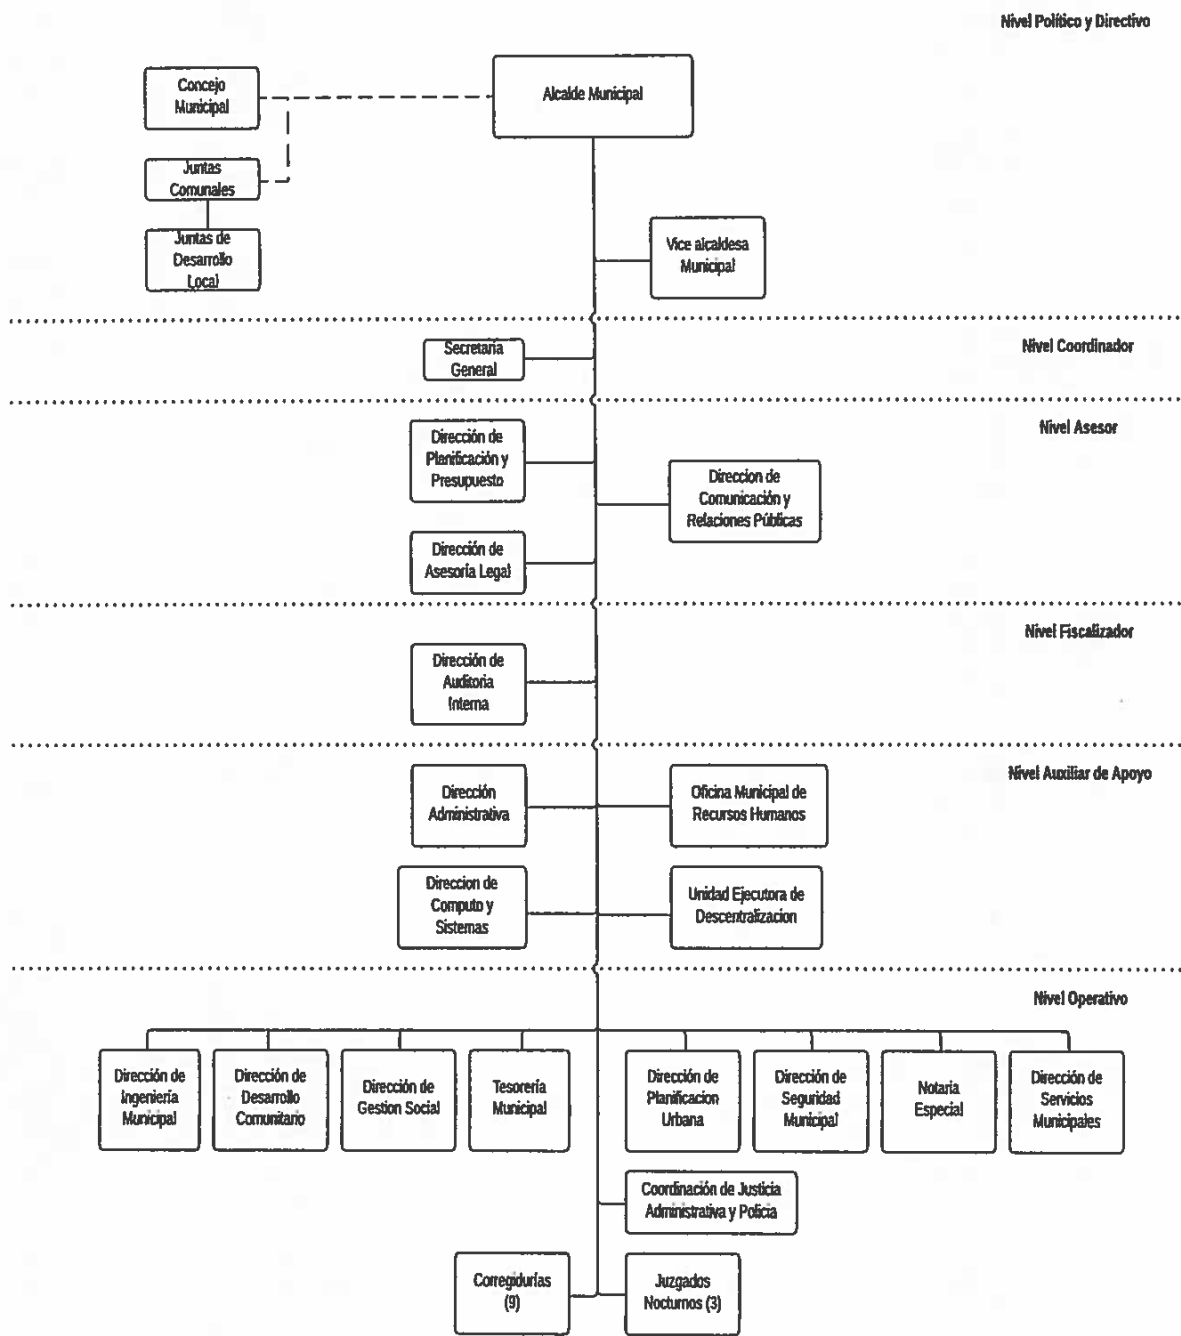 Nivel Político y Directivo
Concejo
Municipal
Alcalde Municipal
Juntas
Comunales
Juntas de
Desarrollo
Local
Vice alcaldesa
Municipal
Nivel Coordinador
Secretaría
General
Nivel Asesor
Dirección de
Planificación y
Presupuesto
Direccion de
Comunicación y
Relaciones Públicas
Dirección de
Asesoría Legal
Nivel Fiscalizador
Dirección de
Auditoria
Interna
Nivel Auxiliar de Apoyo
Dirección
Administrativa
Oficina Municipal de
Recursos Humanos
Direccion de
Computo y
Sistemas
Unidad Ejecutora de
Descentralizacion
Nivel Operativo
Dirección de
Ingeniería
Municipal
Dirección de
Desarrollo
Comunitario
Dirección de
Gestion Social
Tesorería
Municipal
Dirección de
Planificacion
Urbana
Dirección de
Seguridad
Municipal
Notaria
Especial
Dirección de
Servicios
Municipales
Coordinación de Justicia
Administrativa y Policia
Corregidurías
(9)
Juzgados
Nocturnos (3)